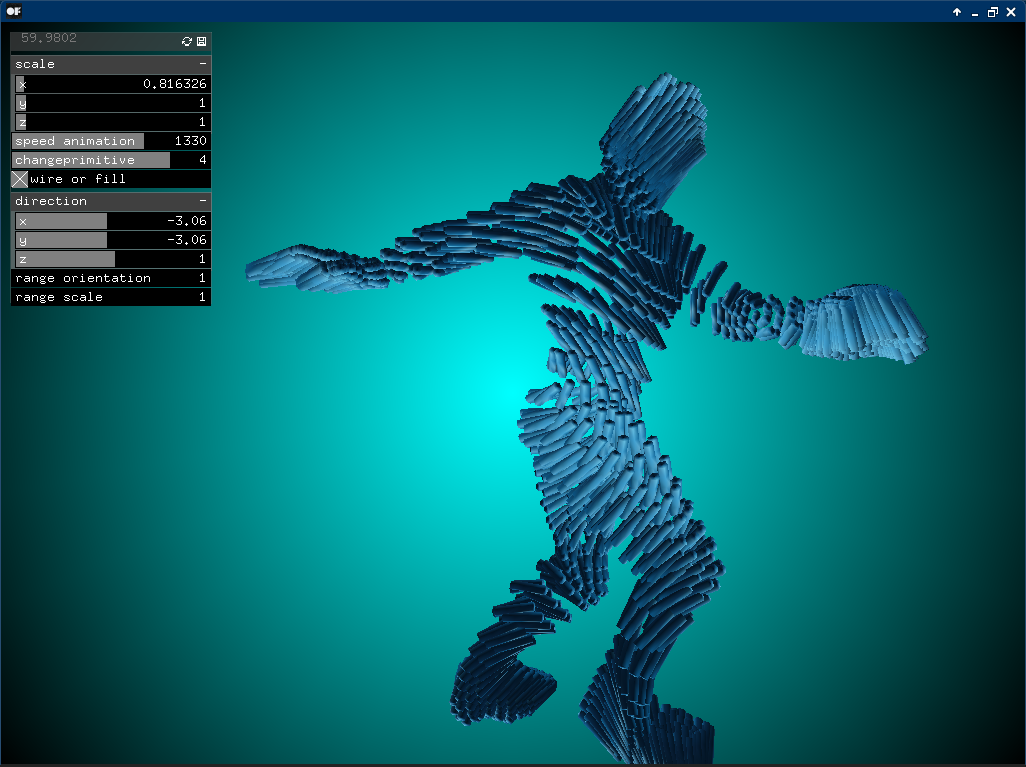 OF
59.9802
scale -
x 0.816326
y 1
z 1
speed animation 1330
changeprimitive 4
wire or fill
direction -
x -3.06
y -3.06
z 1
range orientation 1
range scale 1